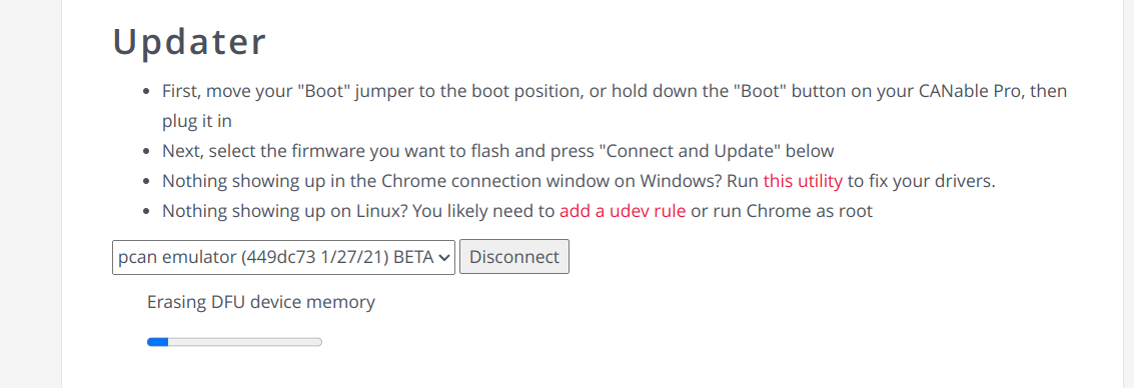 Updater
First, move your "Boot" jumper to the boot position, or hold down the "Boot" button on your CANable Pro, then
plug it in
Next, select the firmware you want to flash and press "Connect and Update" below
Nothing showing up in the Chrome connection window on Windows? Run this utility to fix your drivers.
Nothing showing up on Linux? You likely need to add a udev rule or run Chrome as root
pcan emulator (449dc73 1/27/21) BETA Disconnect
Erasing DFU device memory